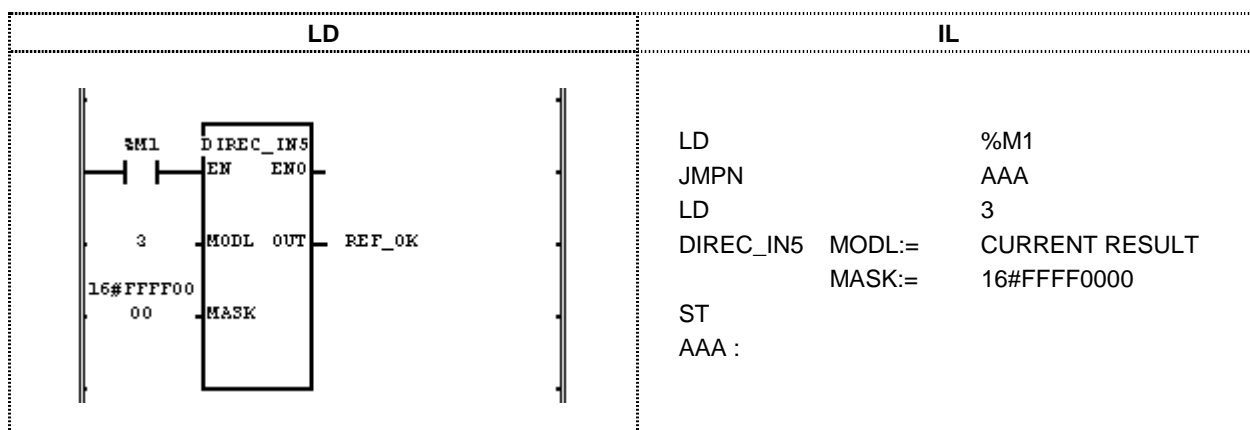 LD
IL
%M1
DIREC_IN5
EN ENO
3 MODL OUT REF_OK
16#FFFF00
00 MASK
LD %M1
JMPN AAA
LD 3
DIREC_IN5 MODL:= CURRENT RESULT
MASK:= 16#FFFF0000
ST
AAA :